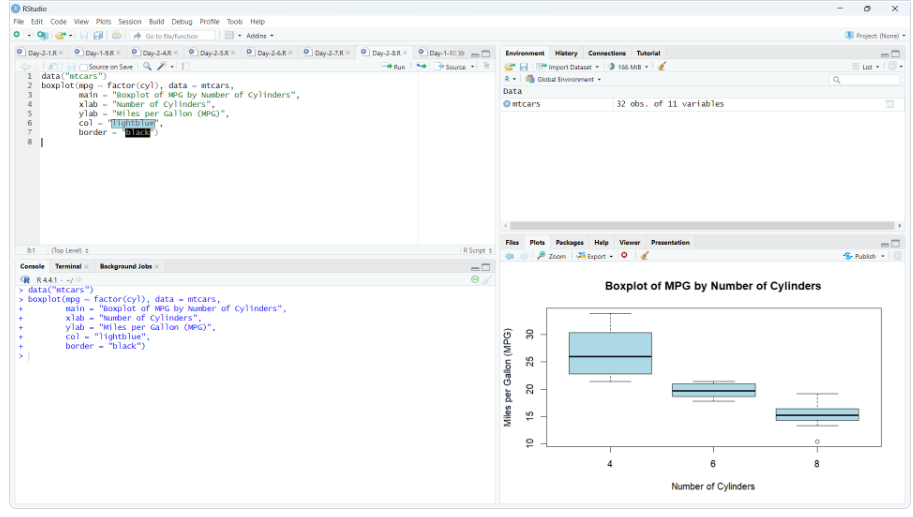 RStudio
File Edit Code View Plots Session Build Debug Profile Tools Help
Go to file/function Addins Project: (None)
Day-2-1.R Day-1-9.R Day-2-4.R Day-2-5.R Day-2-6.R Day-2-7.R Day-2-8.R Day-1-10
Source on Save Run Source
1 data("mtcars")
2 boxplot(mpg ~ factor(cyl), data = mtcars,
3 main = "Boxplot of MPG by Number of Cylinders",
4 xlab = "Number of Cylinders",
5 ylab = "Miles per Gallon (MPG)",
6 col = "lightblue",
7 border = "black")
8
8:1 (Top Level) R Script
Console Terminal Background Jobs
R 4.4.1 · ~/
> data("mtcars")
> boxplot(mpg ~ factor(cyl), data = mtcars,
+ main = "Boxplot of MPG by Number of Cylinders",
+ xlab = "Number of Cylinders",
+ ylab = "Miles per Gallon (MPG)",
+ col = "lightblue",
+ border = "black")
>
Environment History Connections Tutorial
Import Dataset 166 MiB List
R Global Environment
Data
mtcars 32 obs. of 11 variables
Files Plots Packages Help Viewer Presentation
Zoom Export Publish
Boxplot of MPG by Number of Cylinders
Miles per Gallon (MPG)
30
25
20
15
10
4 6 8
Number of Cylinders